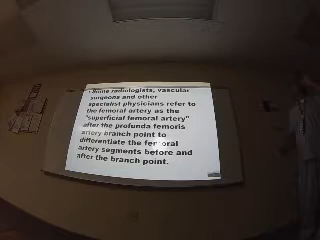 • Some radiologists, vascular
surgeons and other
specialist physicians refer to
the femoral artery as the
"superficial femoral artery"
after the profunda femoris
artery branch point to
differentiate the femoral
artery segments before and
after the branch point.